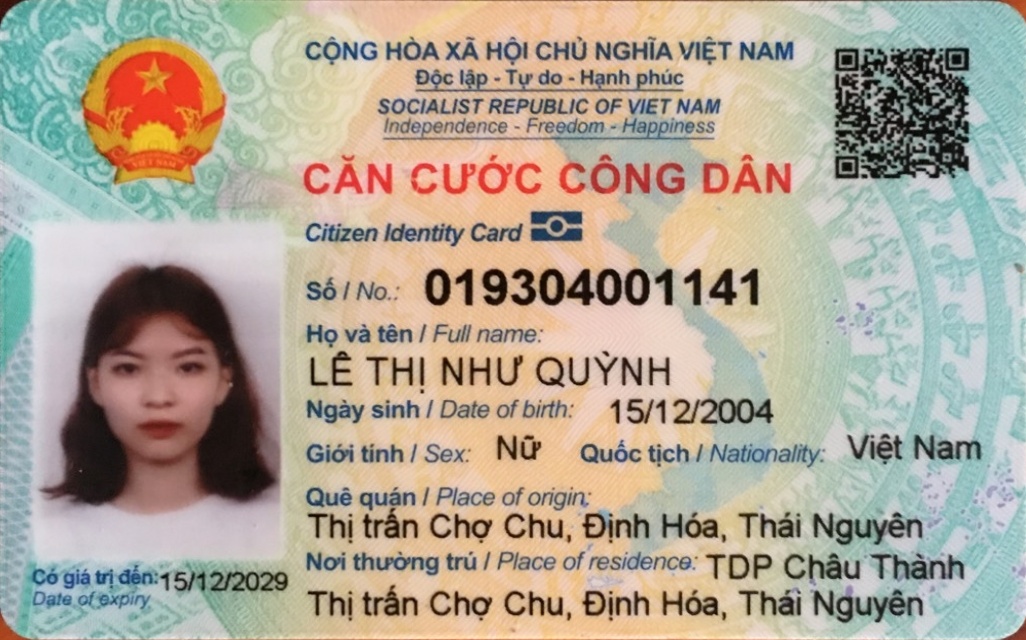 CỘNG HÒA XÃ HỘI CHỦ NGHĨA VIỆT NAM
Độc lập - Tự do - Hạnh phúc
SOCIALIST REPUBLIC OF VIET NAM
Independence - Freedom - Happiness
CĂN CƯỚC CÔNG DÂN
Citizen Identity Card
Số / No.: 019304001141
Họ và tên / Full name:
LÊ THỊ NHƯ QUỲNH
Ngày sinh / Date of birth: 15/12/2004
Giới tính / Sex: Nữ Quốc tịch / Nationality: Việt Nam
Quê quán / Place of origin:
Thị trấn Chợ Chu, Định Hóa, Thái Nguyên
Nơi thường trú / Place of residence: TDP Châu Thành
Thị trấn Chợ Chu, Định Hóa, Thái Nguyên
Có giá trị đến: 15/12/2029
Date of expiry
VIỆT NAM